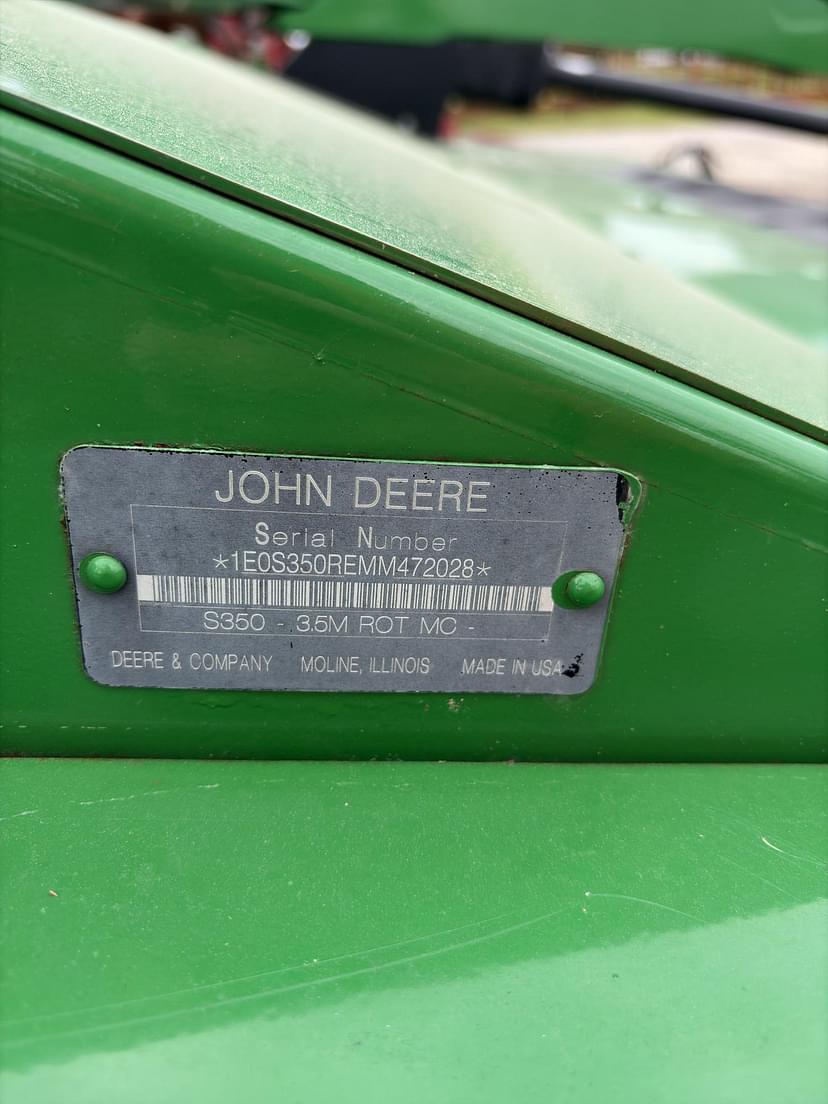 JOHN DEERE
Serial Number
*1E0S350REMM472028*
S350 - 3.5M ROT MC -
DEERE & COMPANY MOLINE, ILLINOIS MADE IN USA